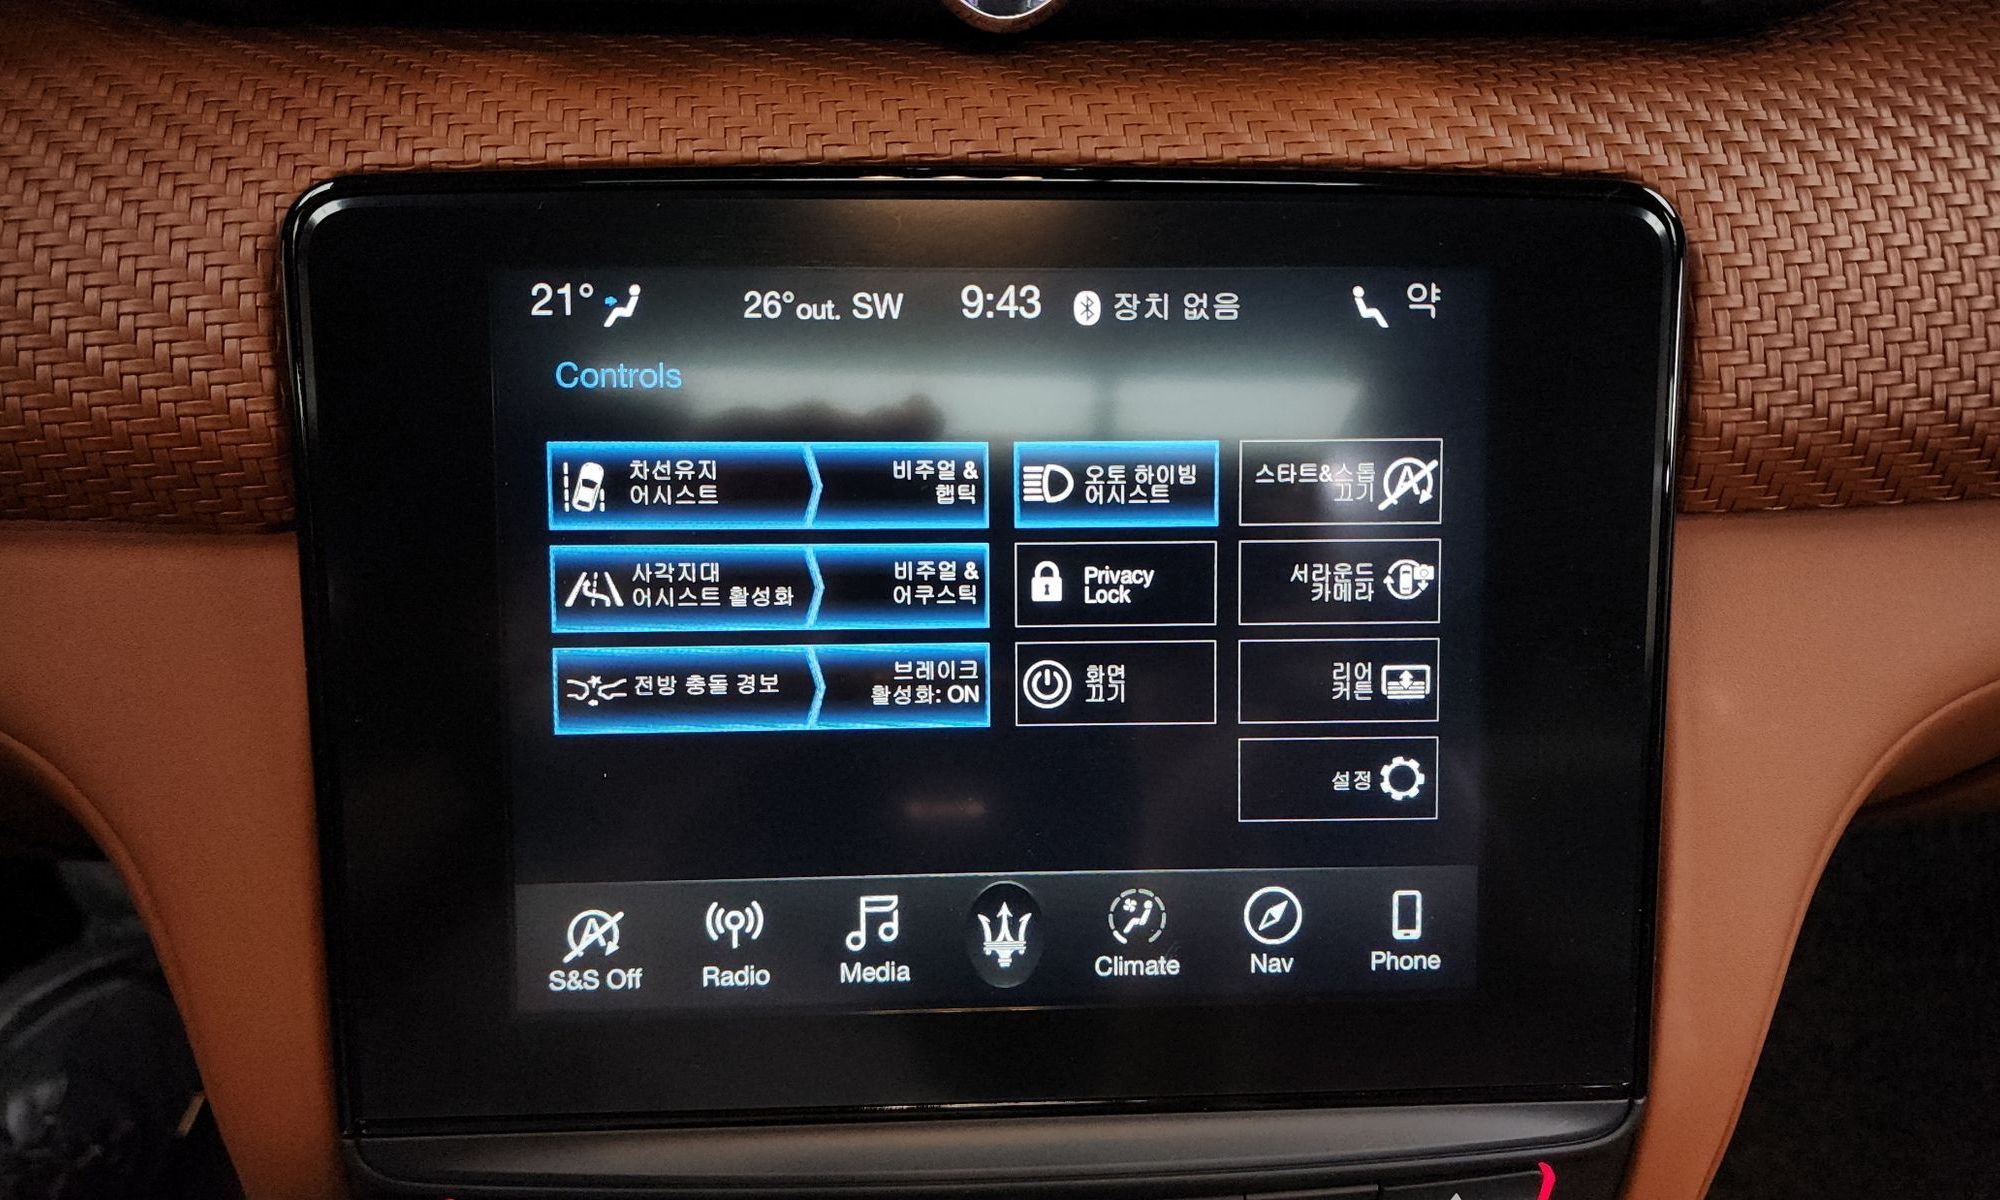 21° 26°out. SW 9:43 장치 없음 약
Controls
차선유지
어시스트
비주얼 &
햅틱
오토 하이빔
어시스트
스타트&스톱
끄기
사각지대
어시스트 활성화
비주얼 &
어쿠스틱
Privacy
Lock
서라운드
카메라
전방 충돌 경보
브레이크
활성화: ON
화면
끄기
리어
커튼
설정
S&S Off
Radio
Media
Climate
Nav
Phone